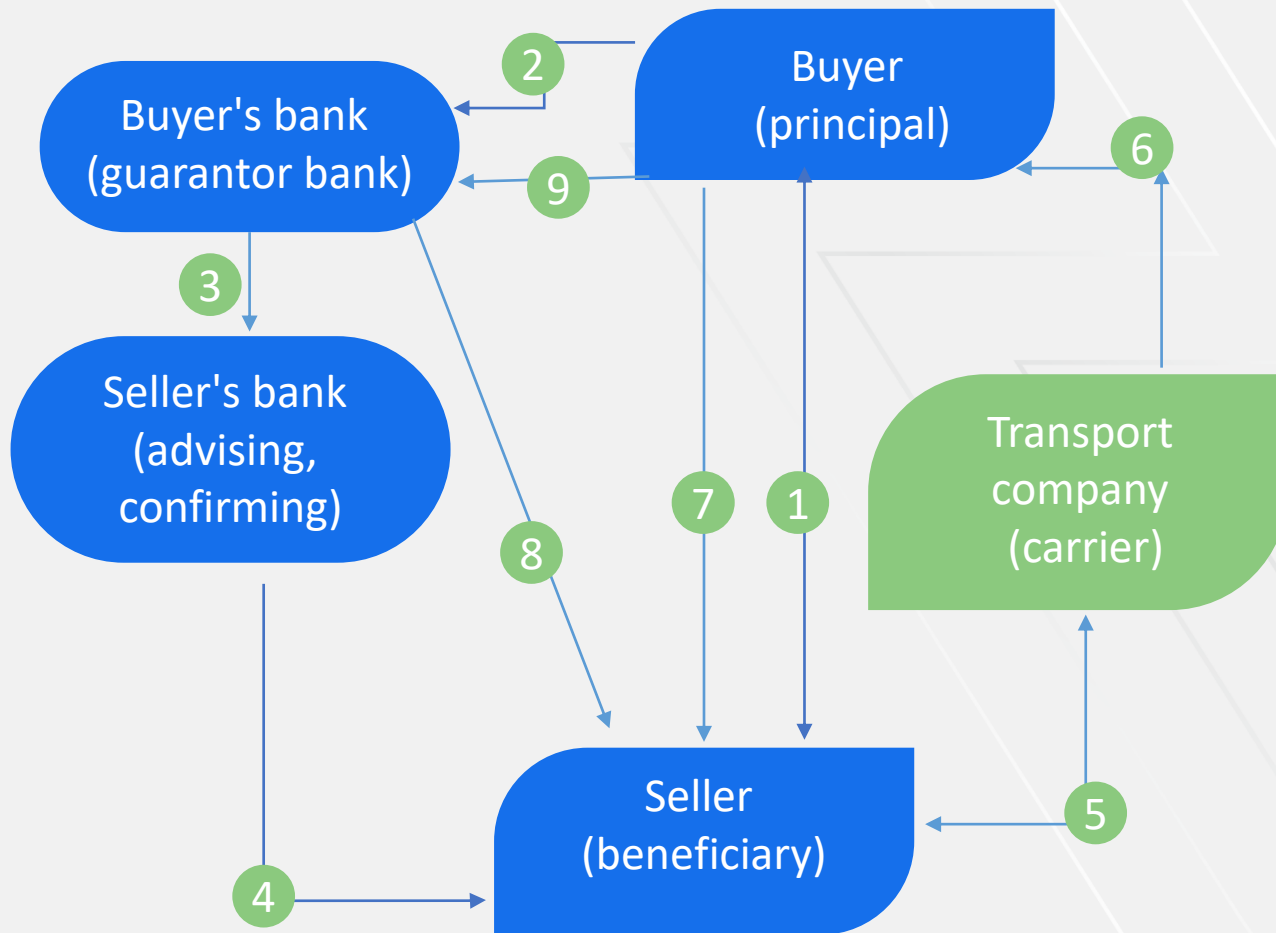 2
Buyer
(principal)
Buyer's bank
(guarantor bank)
6
9
3
Seller's bank
(advising,
confirming)
Transport
company
(carrier)
7
1
8
5
Seller
(beneficiary)
4